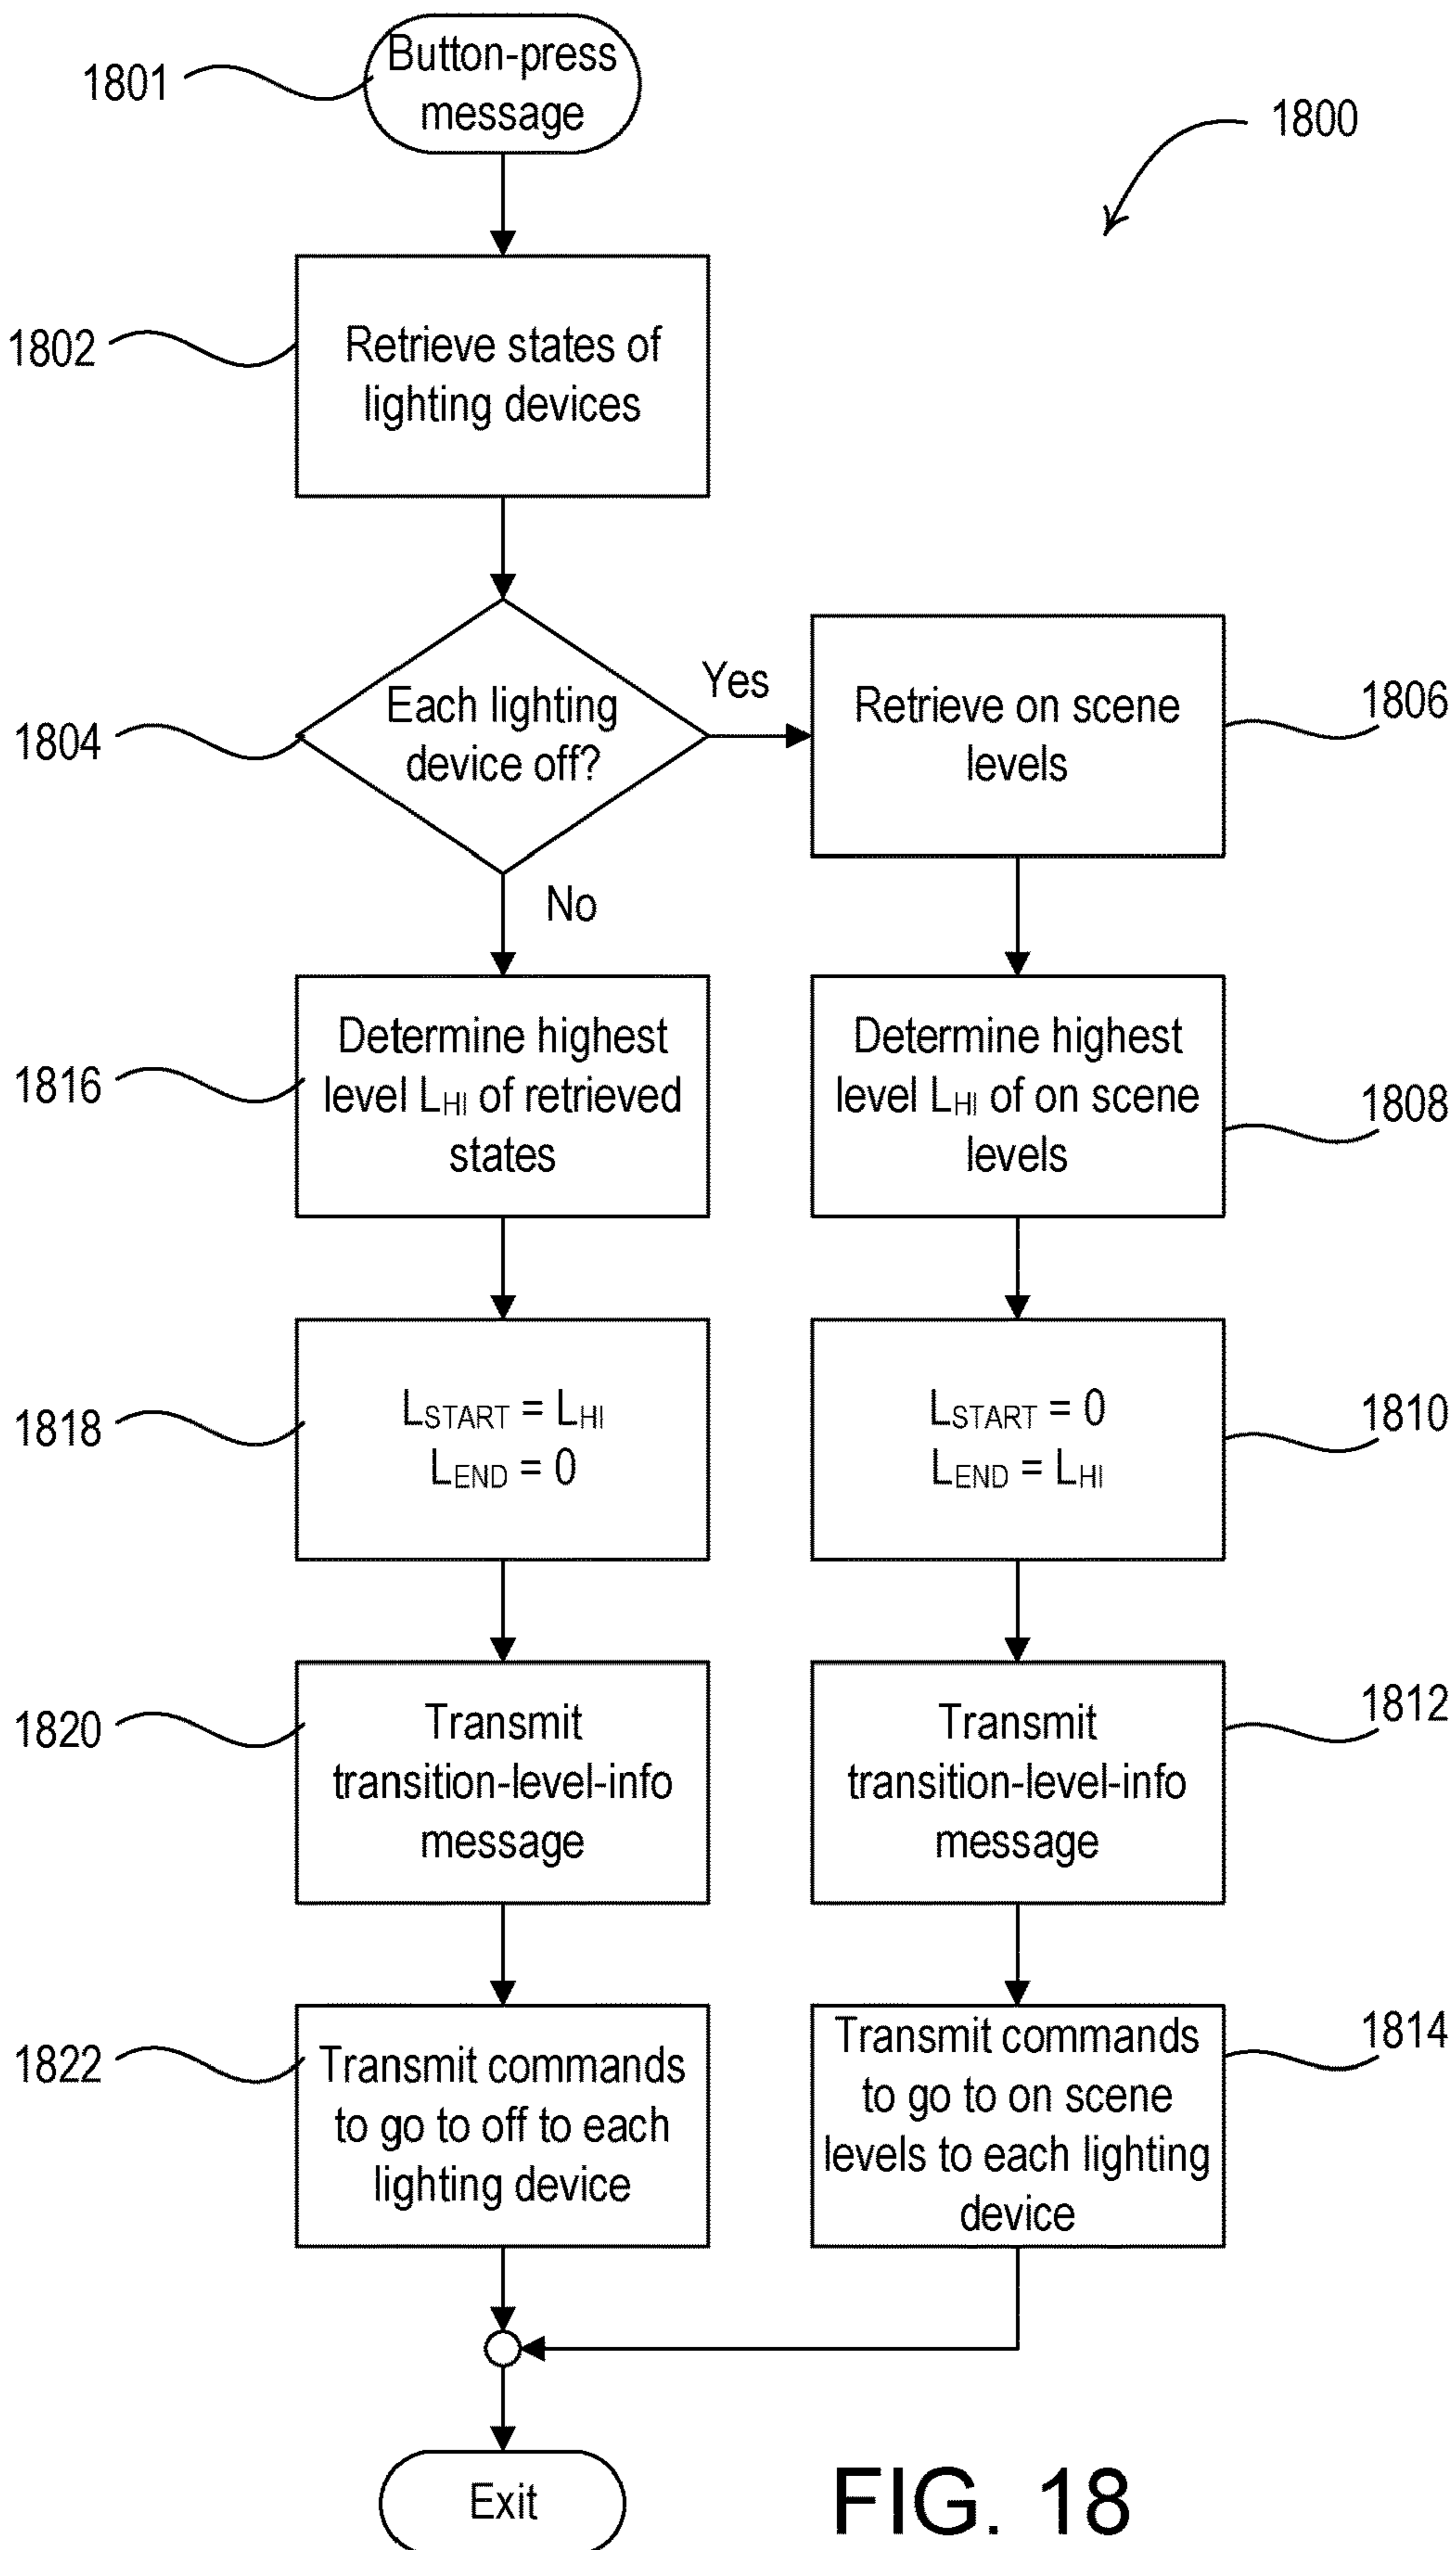 Button-press
message
1801
1800
Retrieve states of
lighting devices
1802
Each lighting
device off?
1804
Yes
No
Retrieve on scene
levels
1806
Determine highest
level LHI of retrieved
states
1816
Determine highest
level LHI of on scene
levels
1808
LSTART = LHI
LEND = 0
1818
LSTART = 0
LEND = LHI
1810
Transmit
transition-level-info
message
1820
Transmit
transition-level-info
message
1812
Transmit commands
to go to off to each
lighting device
1822
Transmit commands
to go to on scene
levels to each lighting
device
1814
Exit
FIG. 18